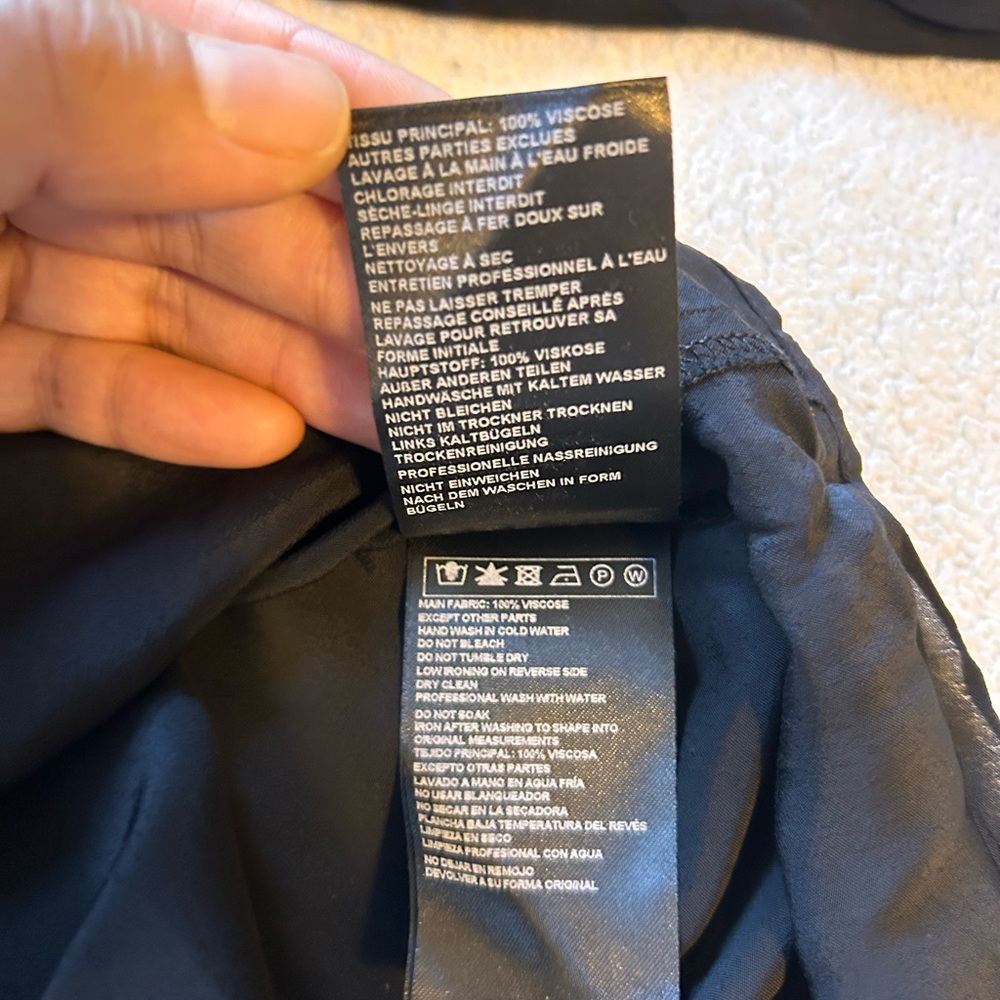 TISSU PRINCIPAL: 100% VISCOSE
AUTRES PARTIES EXCLUES
LAVAGE À LA MAIN À L'EAU FROIDE
CHLORAGE INTERDIT
SÈCHE-LINGE INTERDIT
REPASSAGE À FER DOUX SUR
L'ENVERS
NETTOYAGE À SEC
ENTRETIEN PROFESSIONNEL À L'EAU
NE PAS LAISSER TREMPER
REPASSAGE CONSEILLÉ APRÈS
LAVAGE POUR RETROUVER SA
FORME INITIALE
HAUPTSTOFF: 100% VISKOSE
AUßER ANDEREN TEILEN
HANDWÄSCHE MIT KALTEM WASSER
NICHT BLEICHEN
NICHT IM TROCKNER TROCKNEN
LINKS KALTBÜGELN
TROCKENREINIGUNG
PROFESSIONELLE NASSREINIGUNG
NICHT EINWEICHEN
NACH DEM WASCHEN IN FORM
BÜGELN
P W
MAIN FABRIC: 100% VISCOSE
EXCEPT OTHER PARTS
HAND WASH IN COLD WATER
DO NOT BLEACH
DO NOT TUMBLE DRY
LOW IRONING ON REVERSE SIDE
DRY CLEAN
PROFESSIONAL WASH WITH WATER
DO NOT SOAK
IRON AFTER WASHING TO SHAPE INTO
ORIGINAL MEASUREMENTS
TEJIDO PRINCIPAL: 100% VISCOSA
EXCEPTO OTRAS PARTES
LAVADO A MANO EN AGUA FRÍA
NO USAR BLANQUEADOR
NO SECAR EN LA SECADORA
PLANCHA BAJA TEMPERATURA DEL REVÉS
LIMPIEZA EN SECO
LIMPIEZA PROFESIONAL CON AGUA
NO DEJAR EN REMOJO
DEVOLVER A SU FORMA ORIGINAL